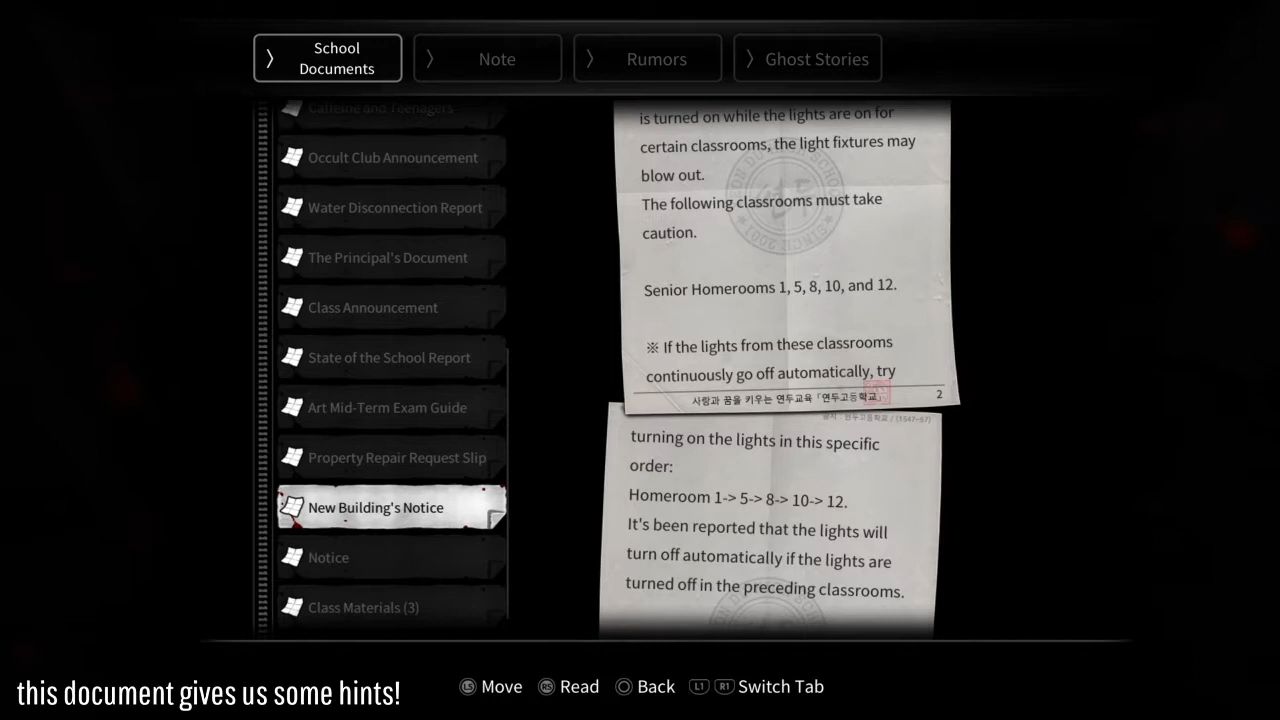 School
Documents
Note
Rumors
Ghost Stories
Caffeine and Teenagers
Occult Club Announcement
Water Disconnection Report
The Principal's Document
Class Announcement
State of the School Report
Art Mid-Term Exam Guide
Property Repair Request Slip
New Building's Notice
Notice
Class Materials (3)
is turned on while the lights are on for
certain classrooms, the light fixtures may
blow out.
The following classrooms must take
caution.
Senior Homerooms 1, 5, 8, 10, and 12.
※ If the lights from these classrooms
continuously go off automatically, try
사랑과 꿈을 키우는 연두교육 「연두고등학교」
2
turning on the lights in this specific
order:
Homeroom 1-> 5-> 8-> 10-> 12.
It's been reported that the lights will
turn off automatically if the lights are
turned off in the preceding classrooms.
this document gives us some hints!
LS Move RS Read Back L1 R1 Switch Tab